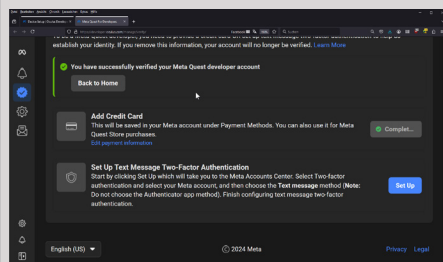 establish your identity. If you remove this information, your account will no longer be verified. Learn More
You have successfully verified your Meta Quest developer account
Back to Home
Add Credit Card
This will be saved in your Meta account under Payment Methods. You can also use it for Meta
Quest Store purchases.
Edit payment information
Complet...
Set Up Text Message Two-Factor Authentication
Start by clicking Set Up which will take you to the Meta Accounts Center. Select Two-factor
authentication and select your Meta account, and then choose the Text message method (Note:
Do not choose the Authenticator app method). Finish configuring text message two-factor
authentication.
Set Up
English (US)
© 2024 Meta
Privacy
Legal